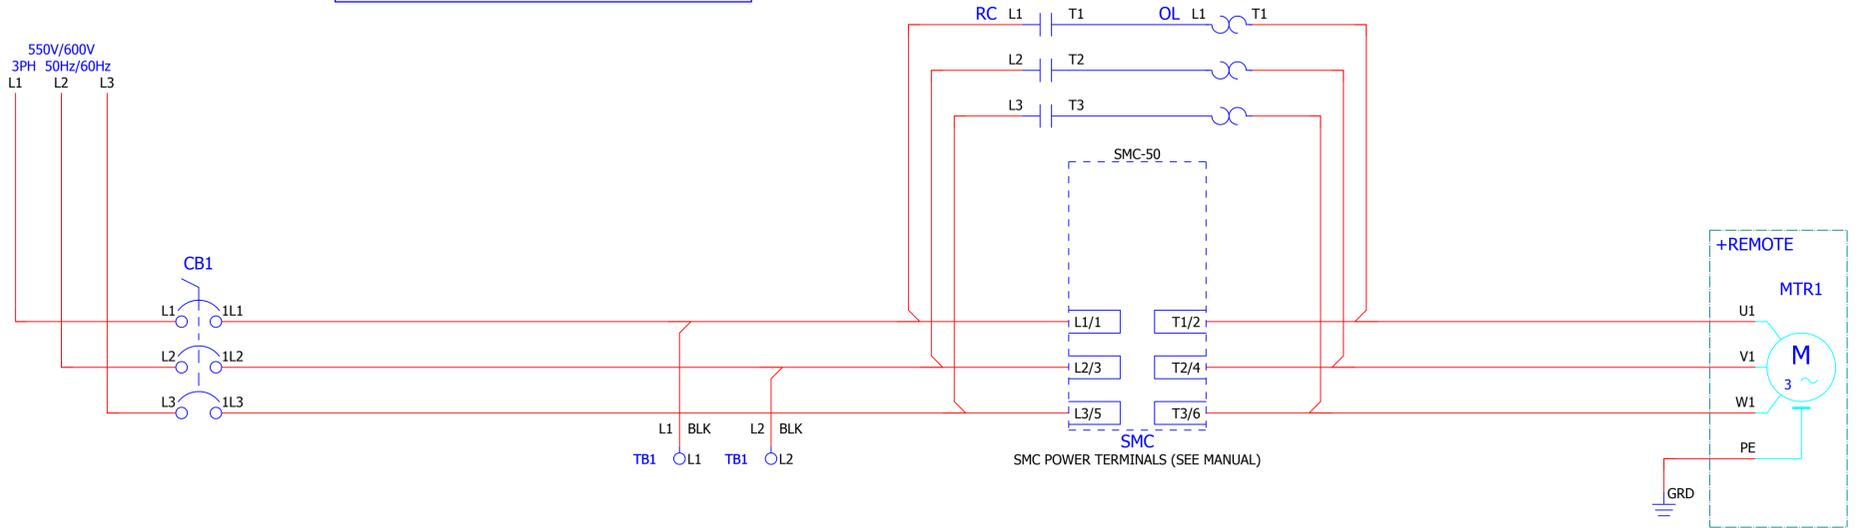 RC L1 T1 OL L1 T1
550V/600V
3PH 50Hz/60Hz
L1 L2 L3
L2 T2
L3 T3
SMC-50
+REMOTE
CB1
MTR1
L1 1L1 L1/1 T1/2 U1
L2 1L2 L2/3 T2/4 V1
M
3
L3 1L3 L3/5 T3/6 W1
L1 BLK L2 BLK
SMC
PE
TB1 L1 TB1 L2
SMC POWER TERMINALS (SEE MANUAL)
GRD